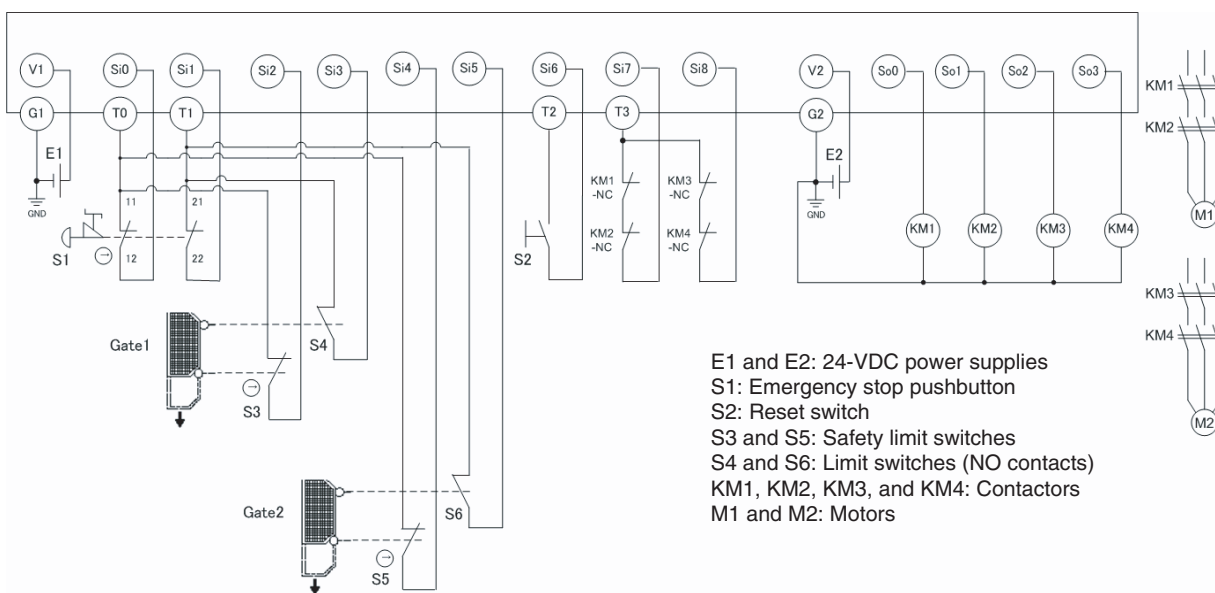 V1 Si0 Si1 Si2 Si3 Si4 Si5 Si6 Si7 Si8 V2 So0 So1 So2 So3
G1 T0 T1 T2 T3 G2
KM1
KM2
M1
E1
GND
11
21
S1
12
22
S2
KM1
-NC
KM3
-NC
KM2
-NC
KM4
-NC
E2
GND
KM1 KM2 KM3 KM4
KM3
KM4
M2
Gate1
S4
S3
Gate2
S6
S5
E1 and E2: 24-VDC power supplies
S1: Emergency stop pushbutton
S2: Reset switch
S3 and S5: Safety limit switches
S4 and S6: Limit switches (NO contacts)
KM1, KM2, KM3, and KM4: Contactors
M1 and M2: Motors